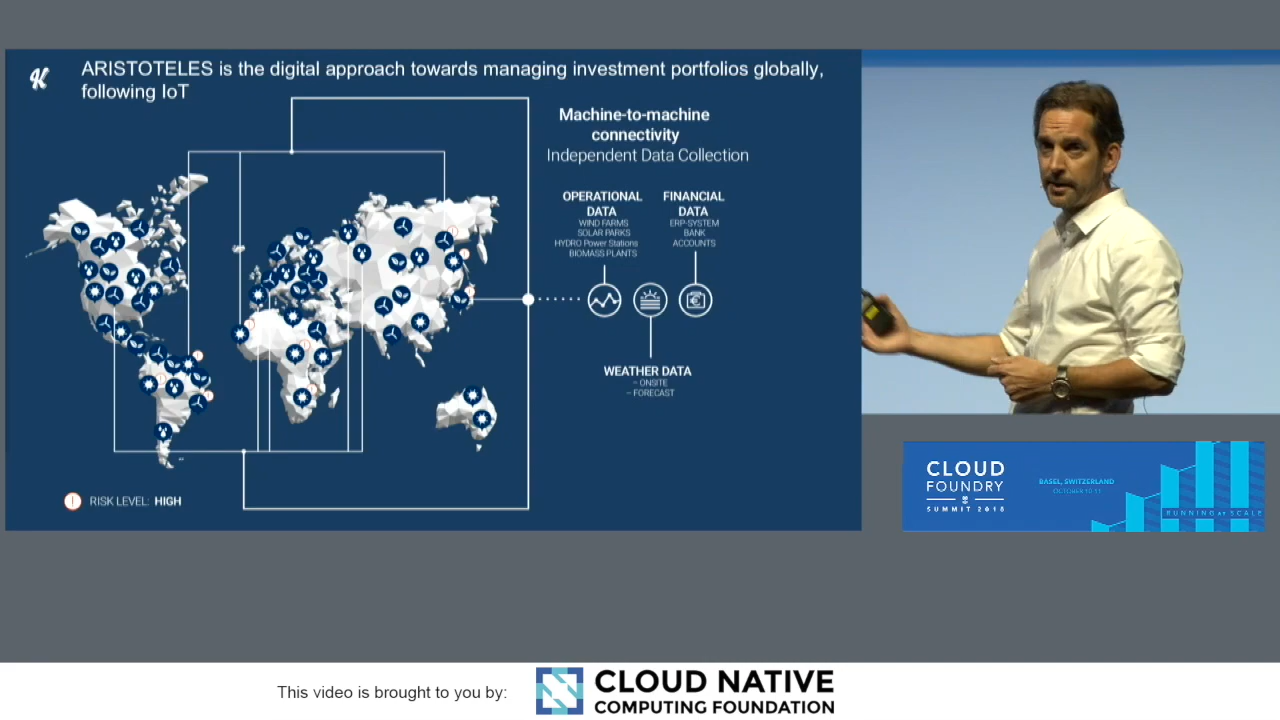 ARISTOTELES is the digital approach towards managing investment portfolios globally,
following IoT
Machine-to-machine
connectivity
Independent Data Collection
OPERATIONAL
DATA
WIND FARMS
SOLAR PARKS
HYDRO Power Stations
BIOMASS PLANTS
FINANCIAL
DATA
ERP-SYSTEM
BANK
ACCOUNTS
WEATHER DATA
– ONSITE
– FORECAST
RISK LEVEL: HIGH
CLOUD
FOUNDRY
SUMMIT 2018
BASEL, SWITZERLAND
OCTOBER 10-11
RUNNING AT SCALE
This video is brought to you by:
CLOUD NATIVE
COMPUTING FOUNDATION